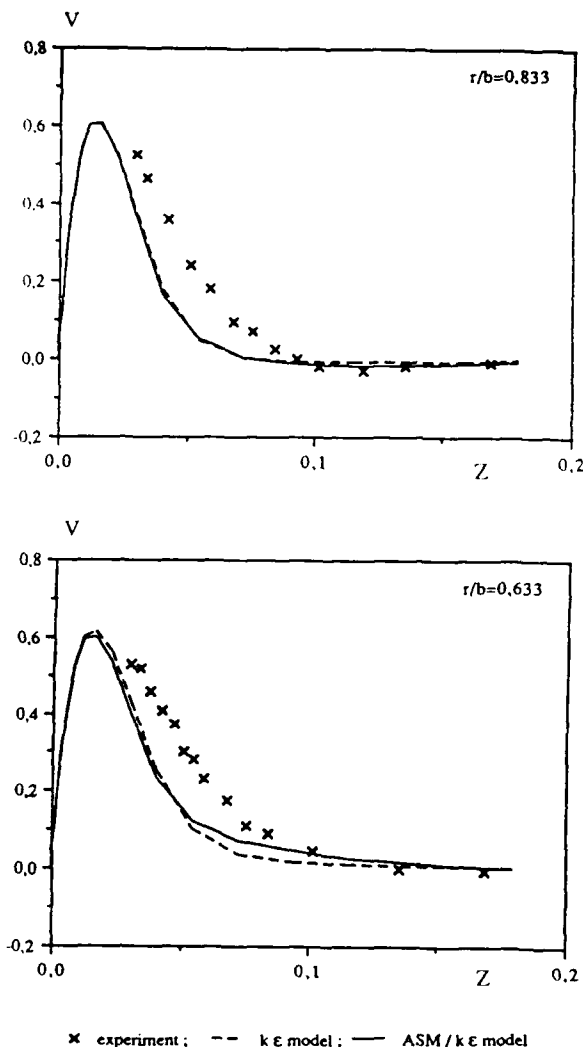 V
0,8
r/b=0,833
0,6
0,4
0,2
0,0
-0,2
0,0
0,1
Z
0,2
V
0,8
r/b=0,633
0,6
0,4
0,2
0,0
-0,2
0,0
0,1
Z
0,2
× experiment ; -- k ε model ; — ASM / k ε model